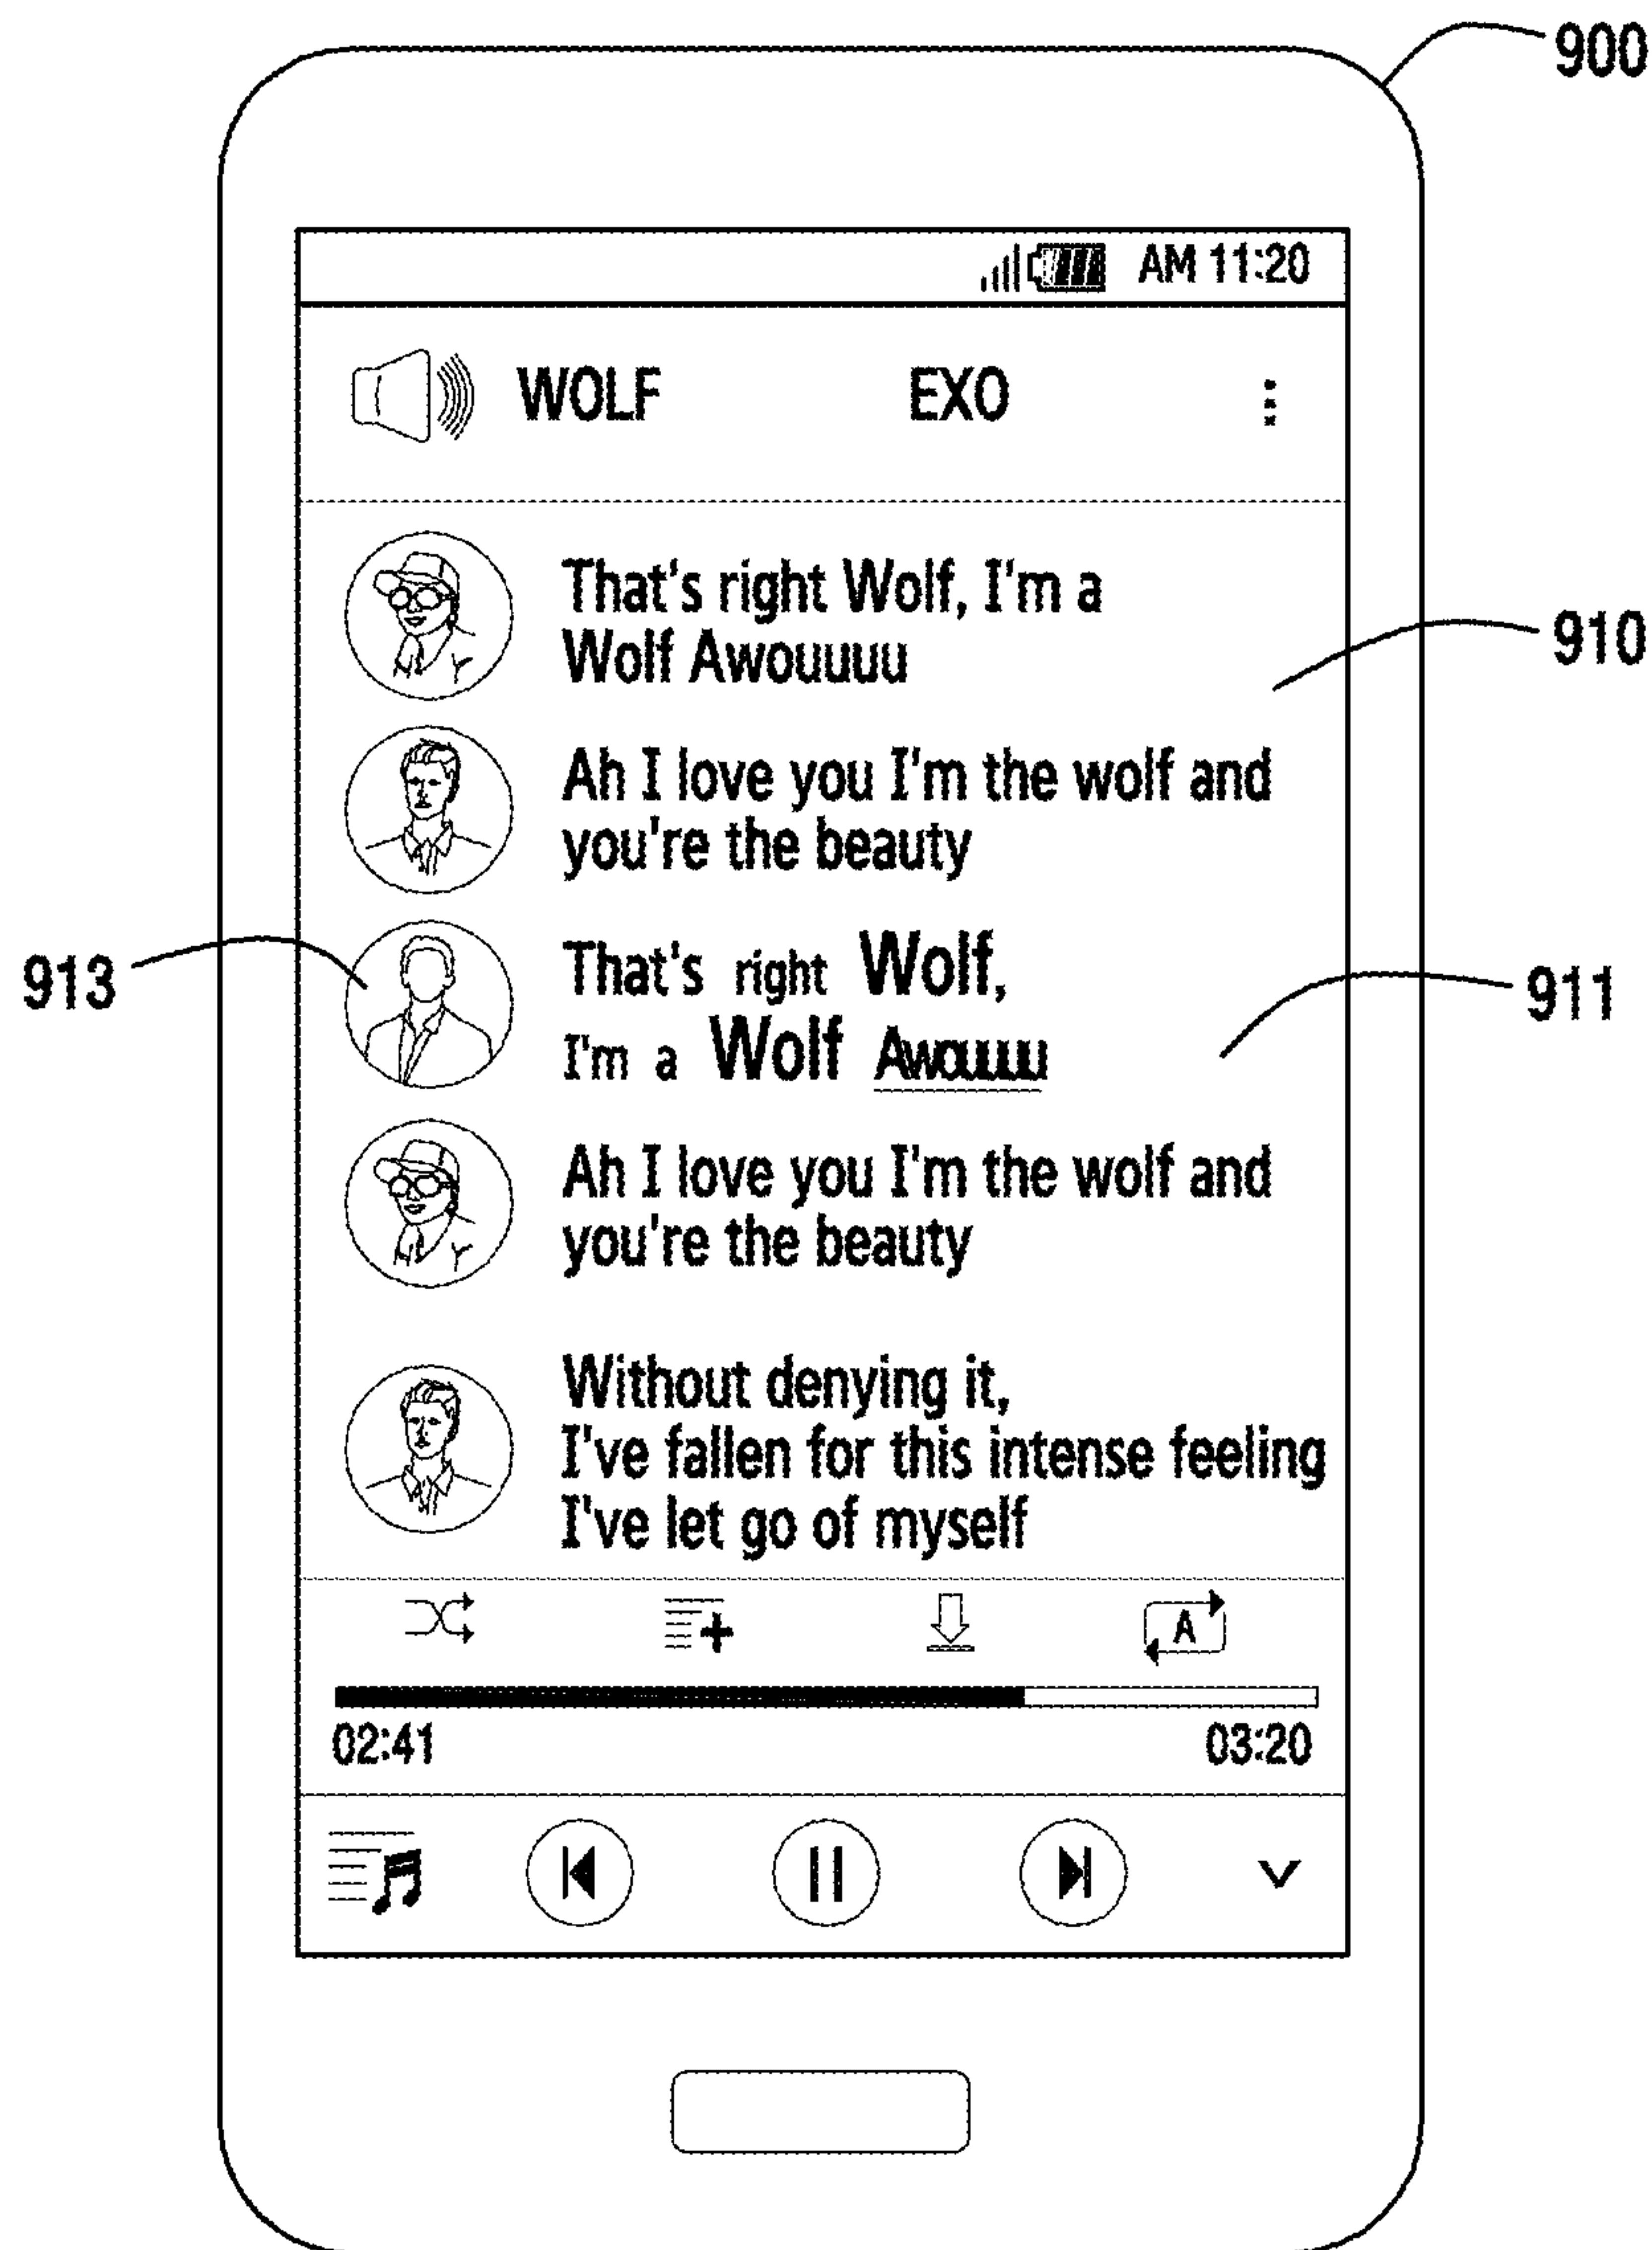 900
AM 11:20
WOLF EXO
That's right Wolf, I'm a
Wolf Awouuuu
910
Ah I love you I'm the wolf and
you're the beauty
913
That's right Wolf,
I'm a Wolf Awouuuu
911
Ah I love you I'm the wolf and
you're the beauty
Without denying it,
I've fallen for this intense feeling
I've let go of myself
A
02:41 03:20